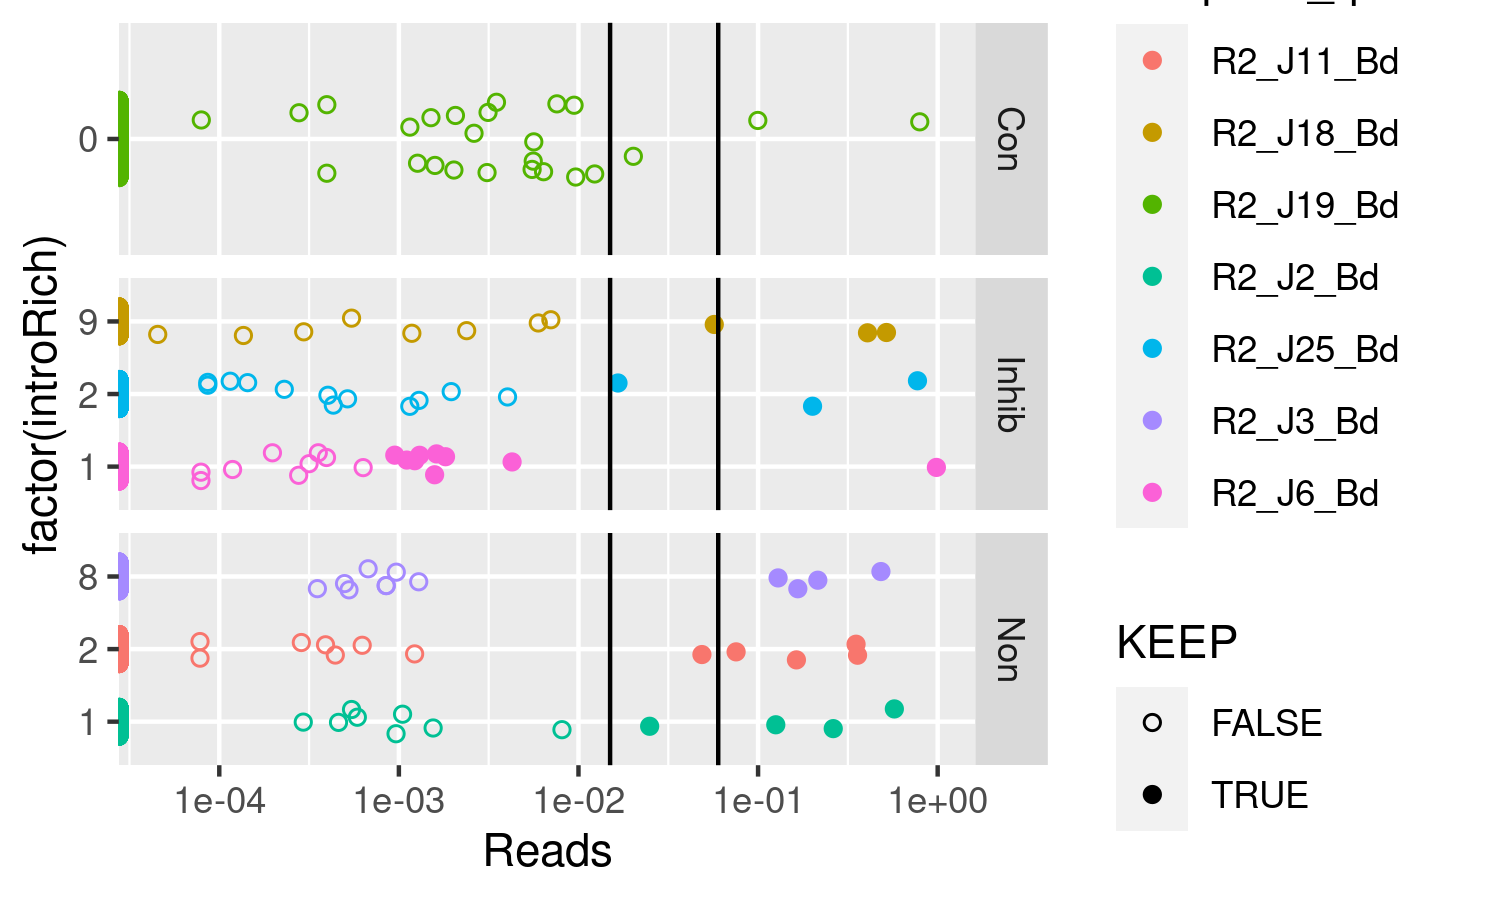 factor(introRich)
0
Con
9
2
1
Inhib
8
2
1
Non
1e-04 1e-03 1e-02 1e-01 1e+00
Reads
R2_J11_Bd
R2_J18_Bd
R2_J19_Bd
R2_J2_Bd
R2_J25_Bd
R2_J3_Bd
R2_J6_Bd
KEEP
FALSE
TRUE